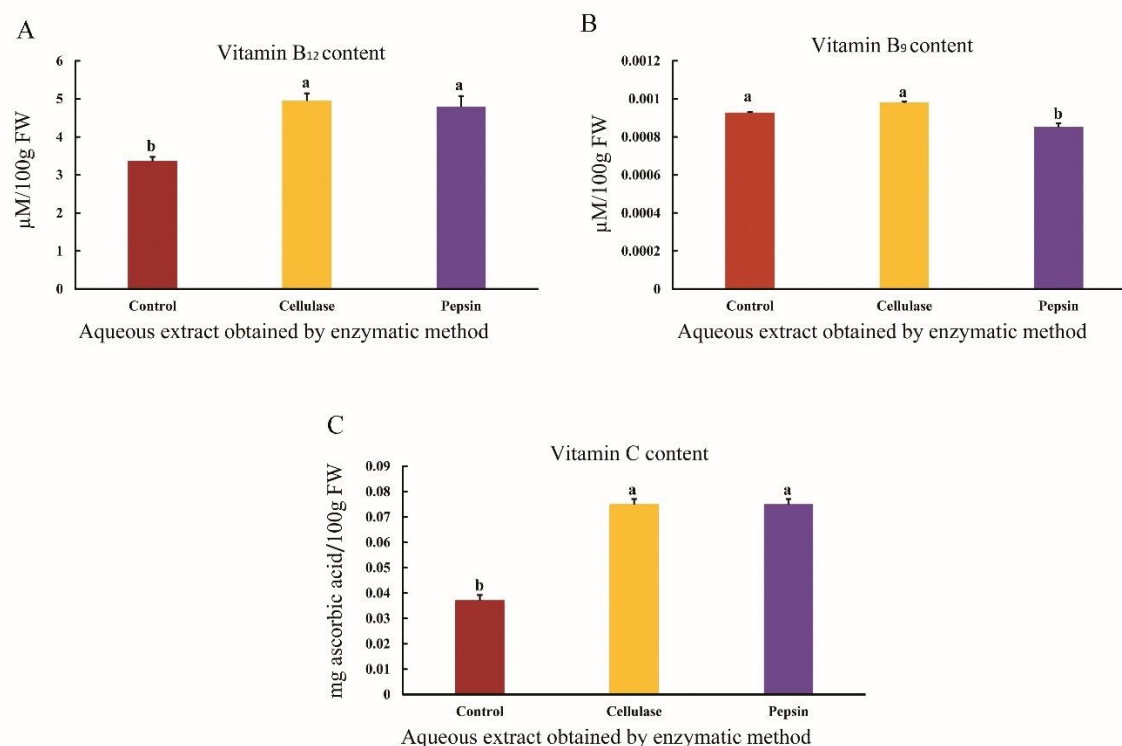 A
Vitamin B₁₂ content
µM/100g FW
6
5
4
3
2
1
0
b
a
a
Control Cellulase Pepsin
Aqueous extract obtained by enzymatic method
B
Vitamin B₉ content
µM/100g FW
0.0012
0.001
0.0008
0.0006
0.0004
0.0002
0
a
a
b
Control Cellulase Pepsin
Aqueous extract obtained by enzymatic method
C
Vitamin C content
mg ascorbic acid/100g FW
0.09
0.08
0.07
0.06
0.05
0.04
0.03
0.02
0.01
0
b
a
a
Control Cellulase Pepsin
Aqueous extract obtained by enzymatic method